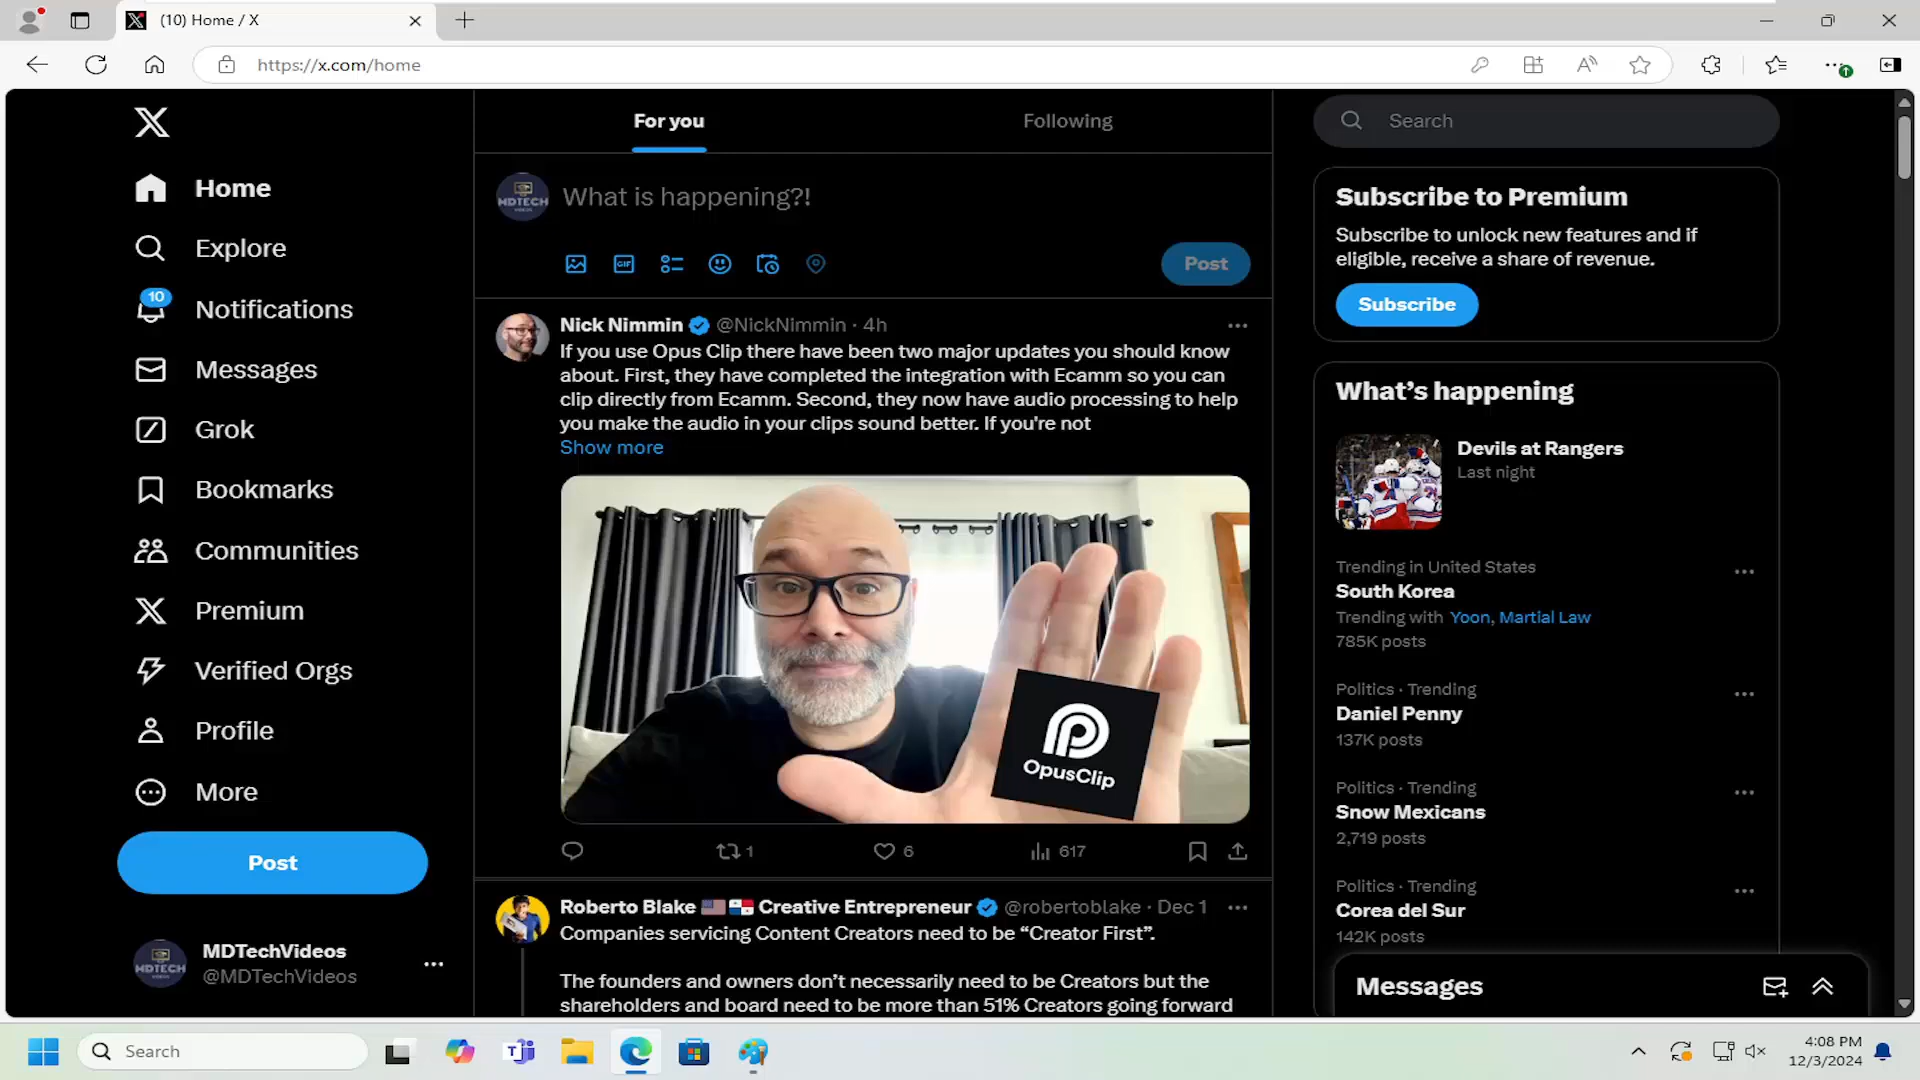 (10) Home / X
https://x.com/home
Home
Explore
10
Notifications
Messages
Grok
Bookmarks
Communities
Premium
Verified Orgs
Profile
More
Post
MDTechVideos
@MDTechVideos
MDTECH
VIDEOS
For you
Following
MDTECH
VIDEOS
What is happening?!
GIF
Post
Nick Nimmin @NickNimmin · 4h
If you use Opus Clip there have been two major updates you should know
about. First, they have completed the integration with Ecamm so you can
clip directly from Ecamm. Second, they now have audio processing to help
you make the audio in your clips sound better. If you're not
Show more
OpusClip
1
6
617
Roberto Blake 🇺🇸🇵🇦 Creative Entrepreneur @robertoblake · Dec 1
Companies servicing Content Creators need to be “Creator First”.
The founders and owners don’t necessarily need to be Creators but the
shareholders and board need to be more than 51% Creators going forward
Search
Subscribe to Premium
Subscribe to unlock new features and if
eligible, receive a share of revenue.
Subscribe
What’s happening
Devils at Rangers
Last night
Trending in United States
South Korea
Trending with Yoon, Martial Law
785K posts
Politics · Trending
Daniel Penny
137K posts
Politics · Trending
Snow Mexicans
2,719 posts
Politics · Trending
Corea del Sur
142K posts
Messages
Search
4:08 PM
12/3/2024